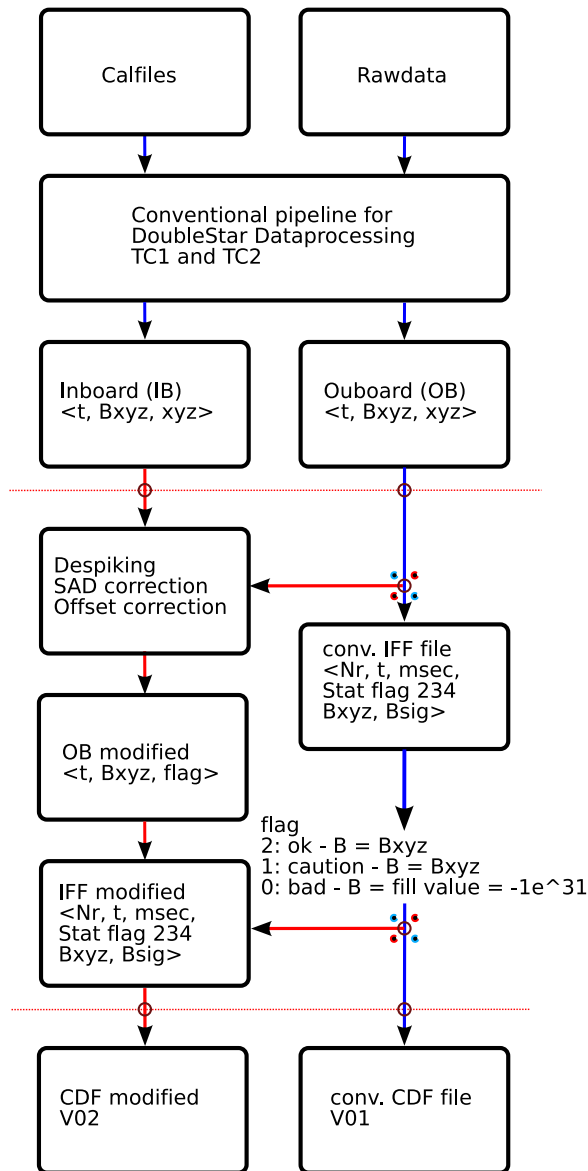 Calfiles
Rawdata
Conventional pipeline for
DoubleStar Dataprocessing
TC1 and TC2
Inboard (IB)
<t, Bxyz, xyz>
Ouboard (OB)
<t, Bxyz, xyz>
Despiking
SAD correction
Offset correction
conv. IFF file
<Nr, t, msec,
Stat flag 234
Bxyz, Bsig>
OB modified
<t, Bxyz, flag>
flag
2: ok - B = Bxyz
1: caution - B = Bxyz
0: bad - B = fill value = -1e^31
IFF modified
<Nr, t, msec,
Stat flag 234
Bxyz, Bsig>
CDF modified
V02
conv. CDF file
V01